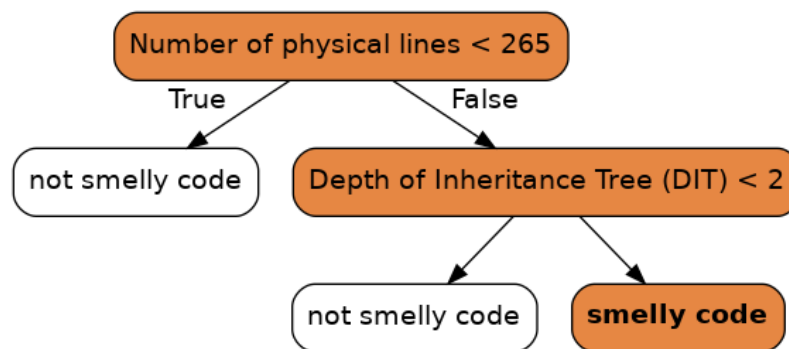 Number of physical lines < 265
True
False
not smelly code
Depth of Inheritance Tree (DIT) < 2
not smelly code
smelly code